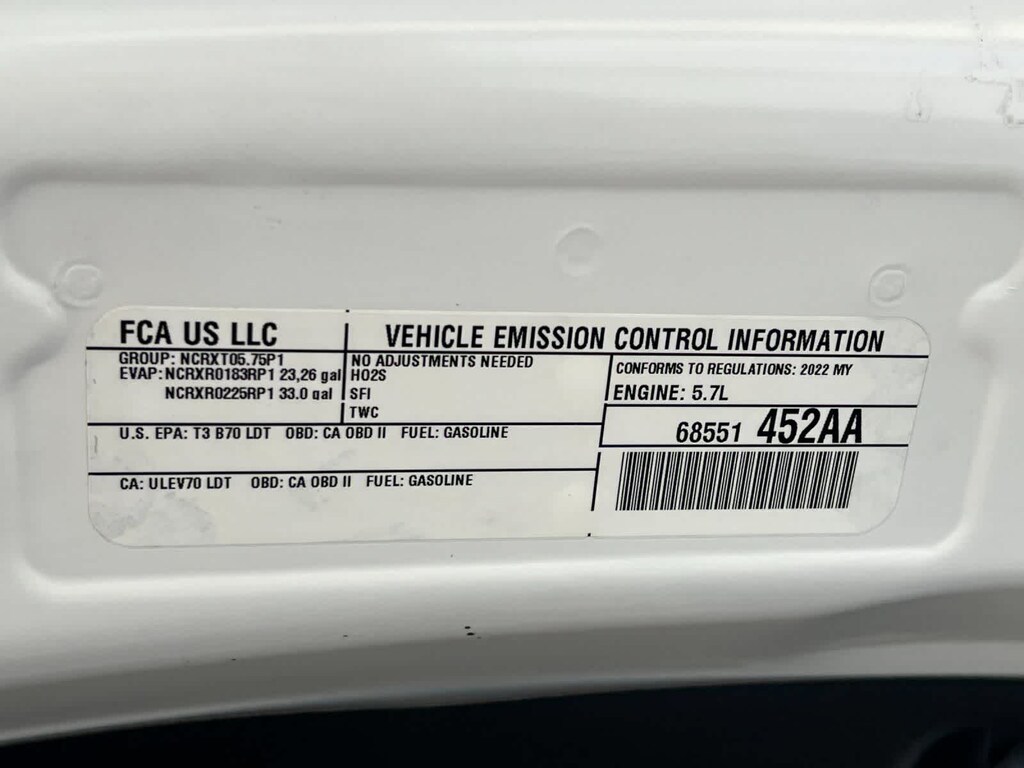 FCA US LLC
VEHICLE EMISSION CONTROL INFORMATION
GROUP: NCRXT05.75P1
EVAP: NCRXR0183RP1 23,26 gal
NCRXR0225RP1 33.0 gal
NO ADJUSTMENTS NEEDED
HO2S
SFI
TWC
CONFORMS TO REGULATIONS: 2022 MY
ENGINE: 5.7L
68551 452AA
U.S. EPA: T3 B70 LDT OBD: CA OBD II FUEL: GASOLINE
CA: ULEV70 LDT OBD: CA OBD II FUEL: GASOLINE